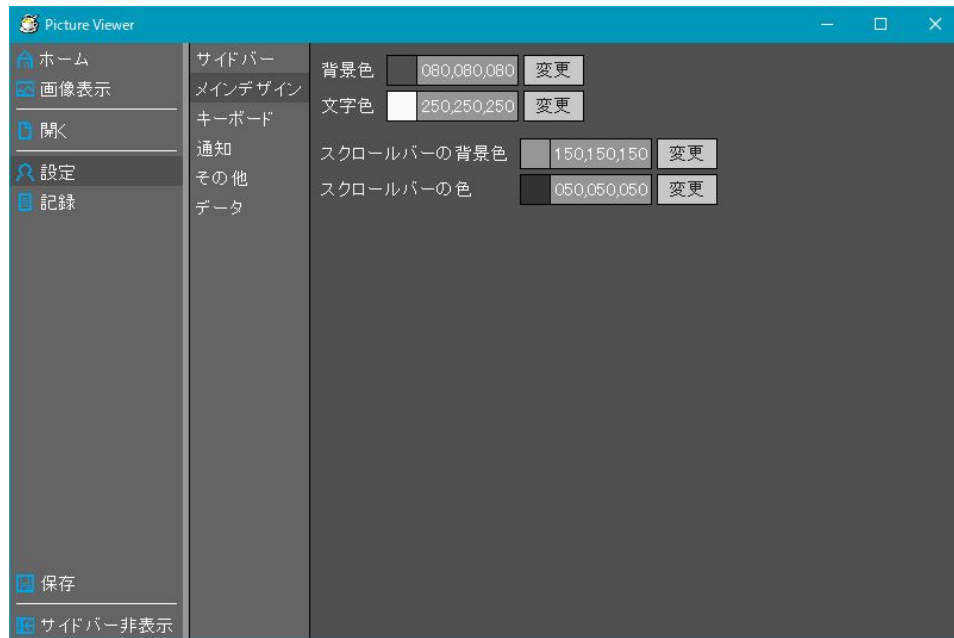 Picture Viewer
ホーム
画像表示
開く
設定
記録
保存
サイドバー非表示
サイドバー
メインデザイン
キーボード
通知
その他
データ
背景色 080,080,080 変更
文字色 250,250,250 変更
スクロールバーの背景色 150,150,150 変更
スクロールバーの色 050,050,050 変更